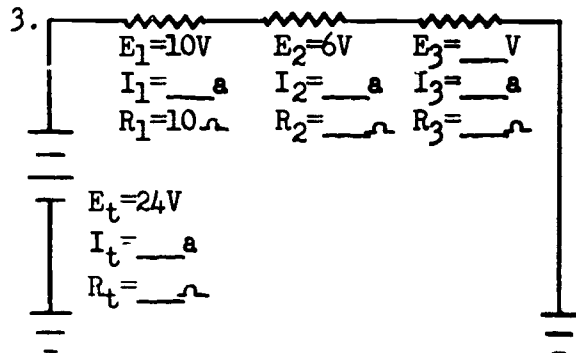 3.
E1=10V E2=6V E3=___V
I1=___a I2=___a I3=___a
R1=10Ω R2=___Ω R3=___Ω
Et=24V
It=___a
Rt=___Ω